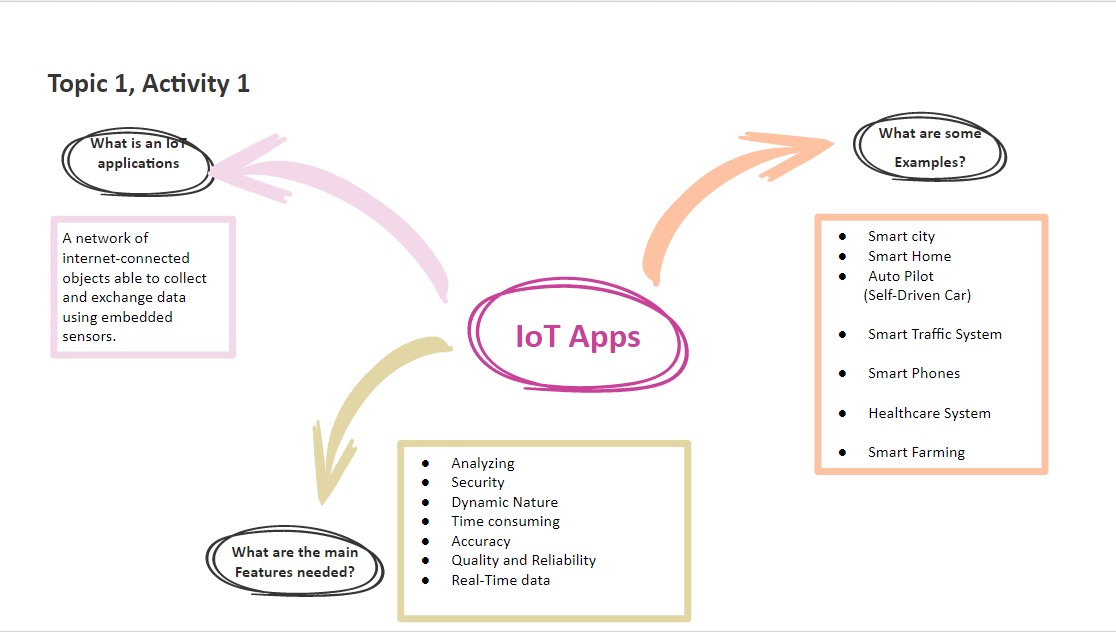 Topic 1, Activity 1
What is an IoT
applications
A network of
internet-connected
objects able to collect
and exchange data
using embedded
sensors.
What are some
Examples?
● Smart city
● Smart Home
● Auto Pilot
(Self-Driven Car)
● Smart Traffic System
● Smart Phones
● Healthcare System
● Smart Farming
IoT Apps
What are the main
Features needed?
● Analyzing
● Security
● Dynamic Nature
● Time consuming
● Accuracy
● Quality and Reliability
● Real-Time data